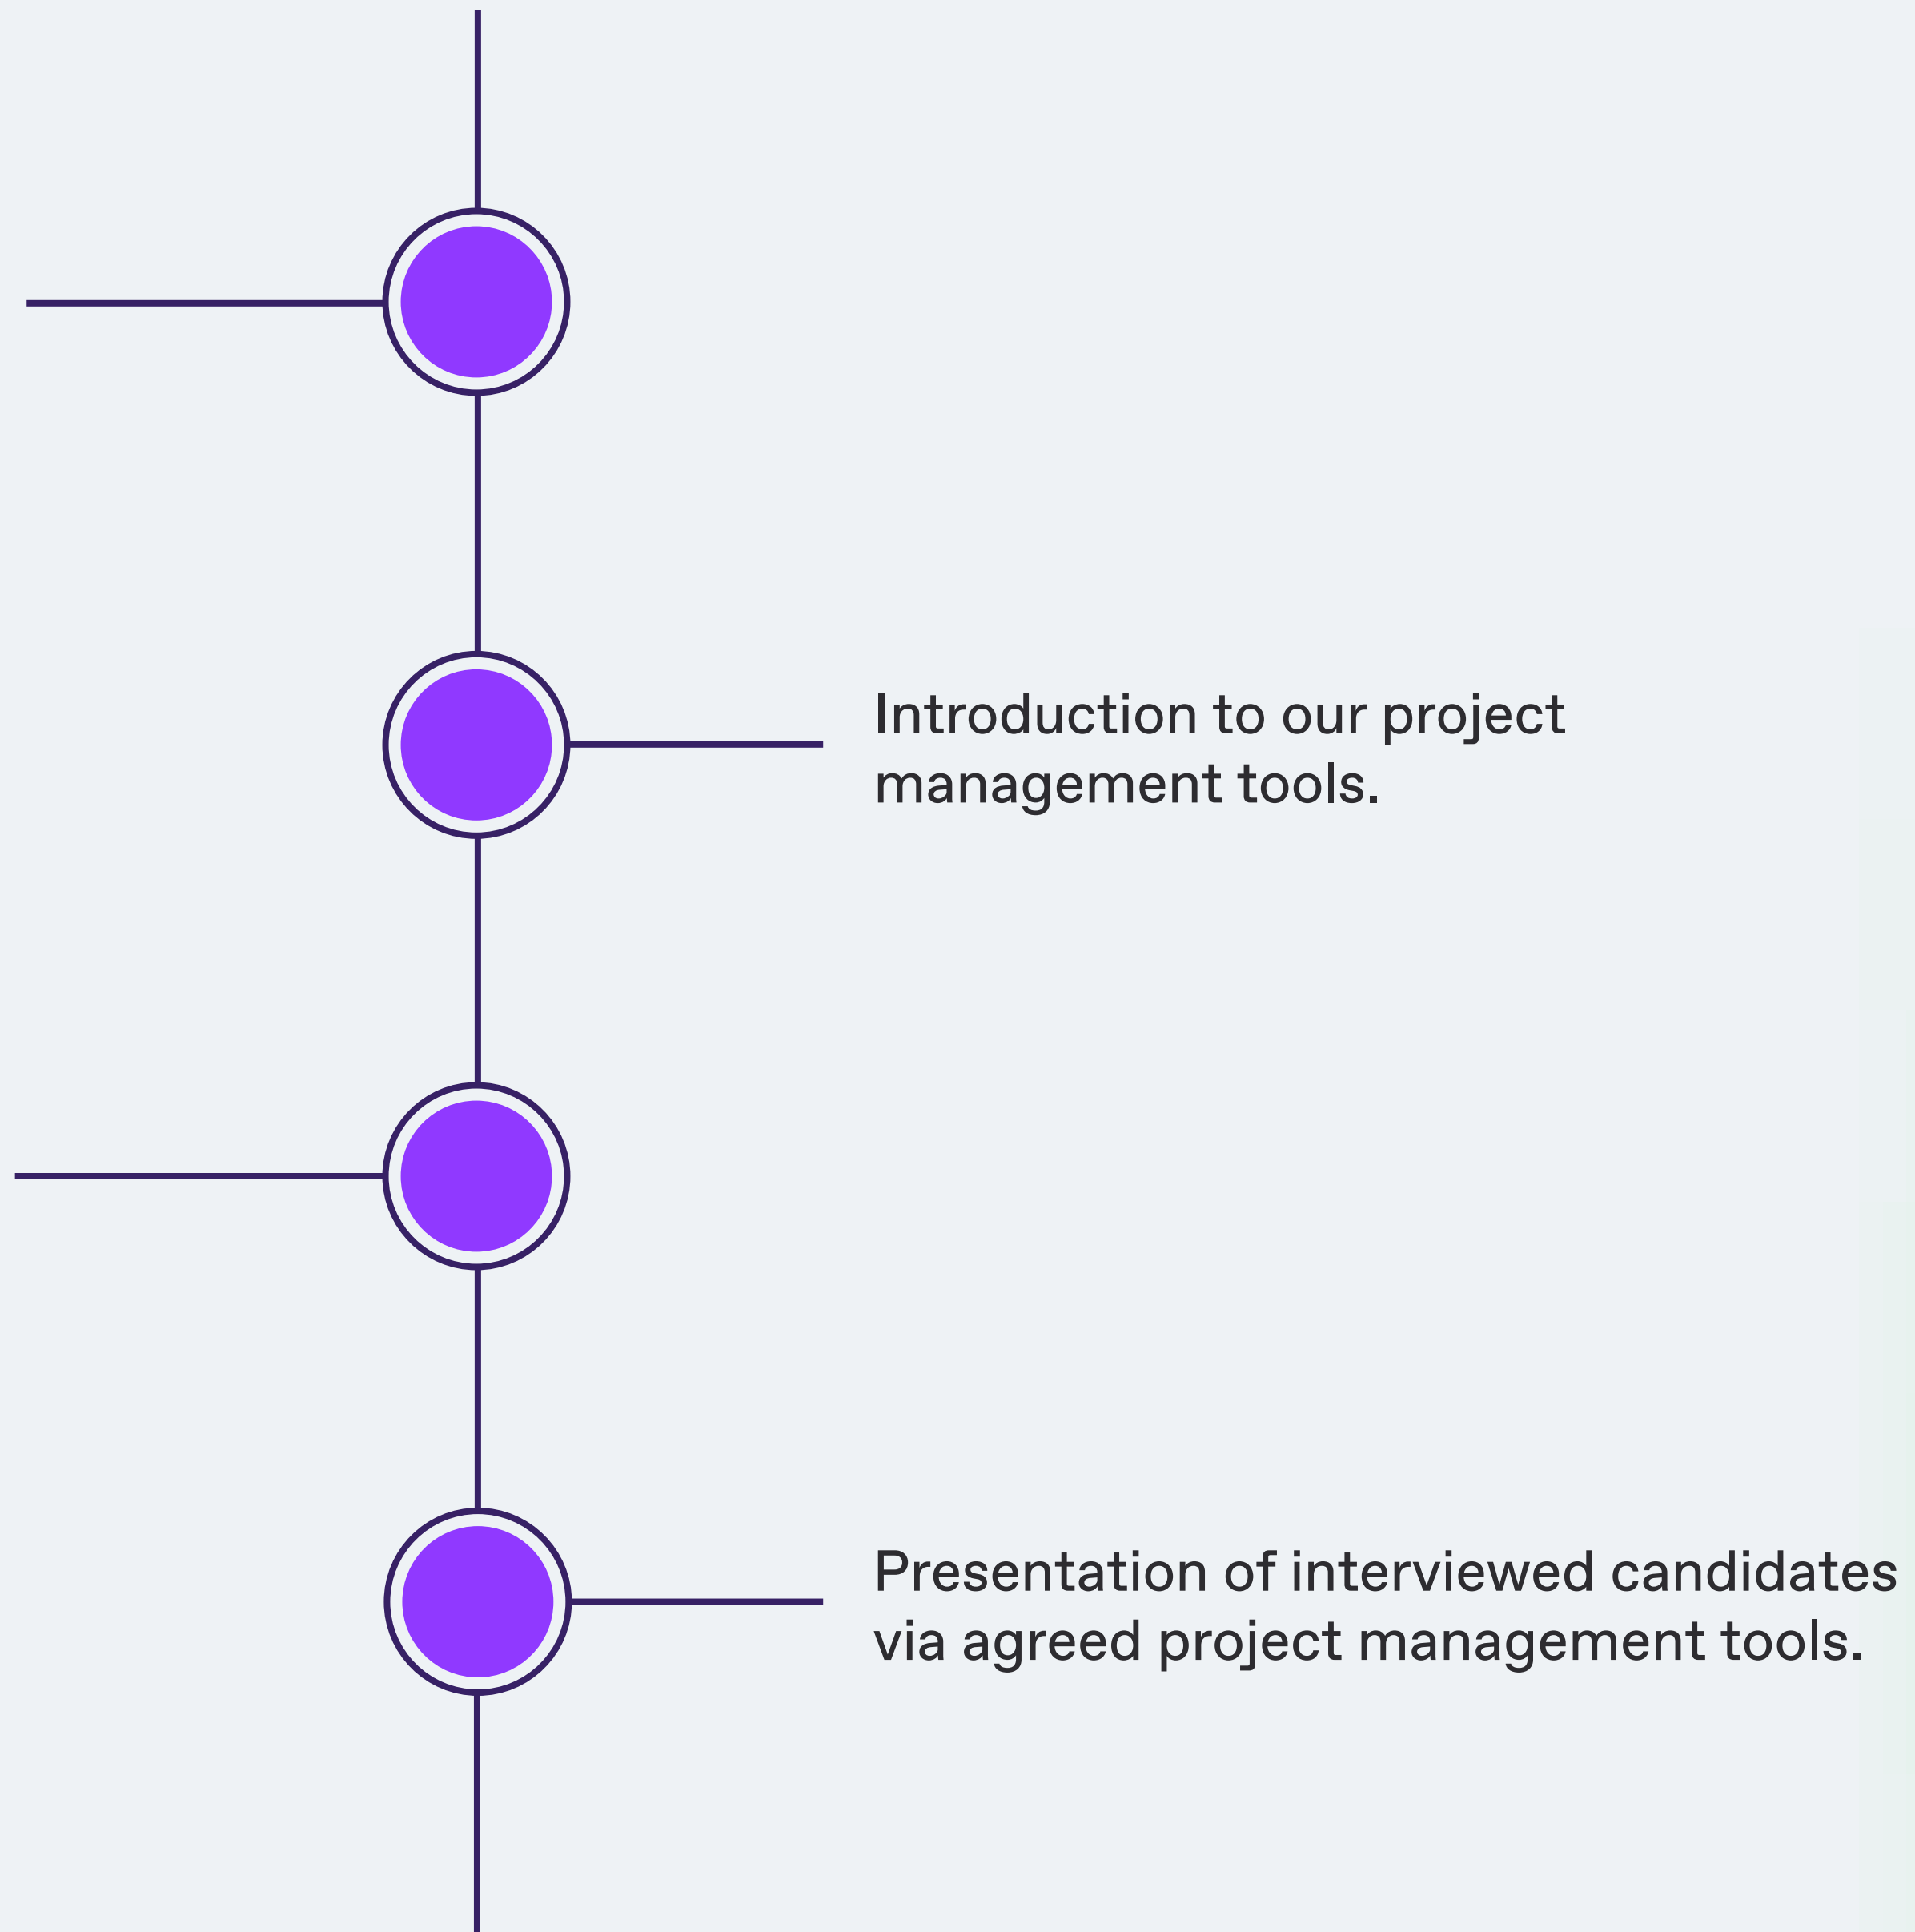 Introduction to our project
management tools.
Presentation of interviewed candidates
via agreed project management tools.